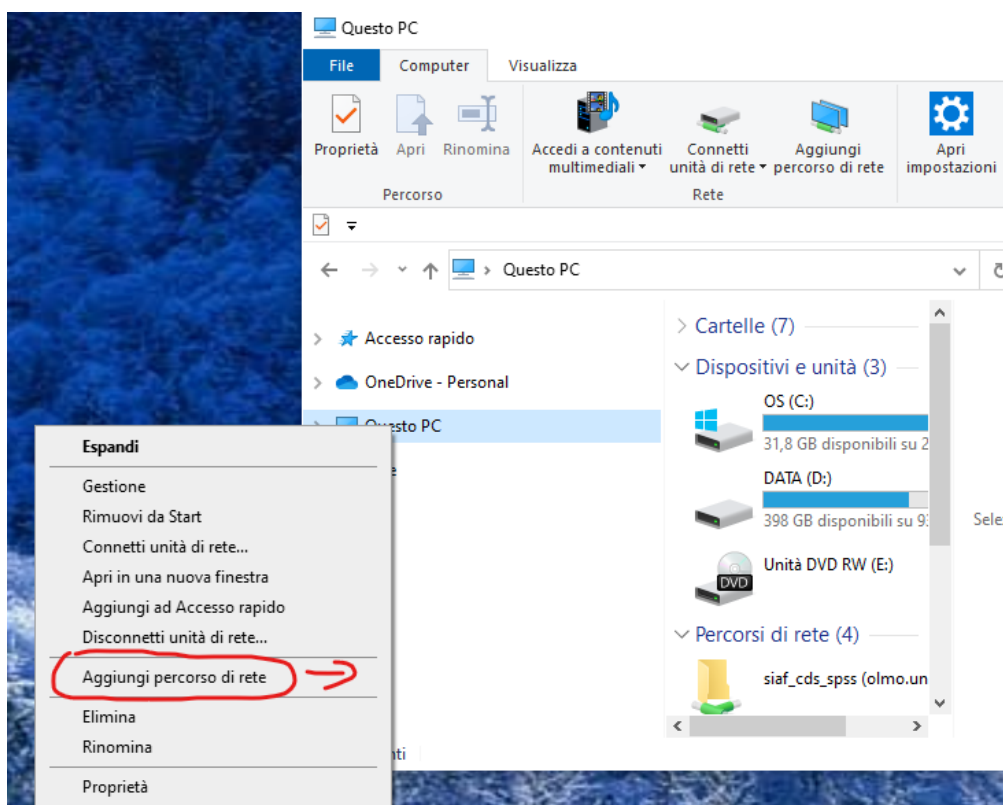 Questo PC
File Computer Visualizza
Proprietà Apri Rinomina Accedi a contenuti multimediali Connetti unità di rete Aggiungi percorso di rete Apri impostazioni
Percorso Rete
Questo PC
Accesso rapido
OneDrive - Personal
Questo PC
Cartelle (7)
Dispositivi e unità (3)
OS (C:)
31,8 GB disponibili su 2
DATA (D:)
398 GB disponibili su 9
Unità DVD RW (E:)
DVD
Percorsi di rete (4)
siaf_cds_spss (olmo.un
Sele
Espandi
Gestione
Rimuovi da Start
Connetti unità di rete...
Apri in una nuova finestra
Aggiungi ad Accesso rapido
Disconnetti unità di rete...
Aggiungi percorso di rete
Elimina
Rinomina
Proprietà